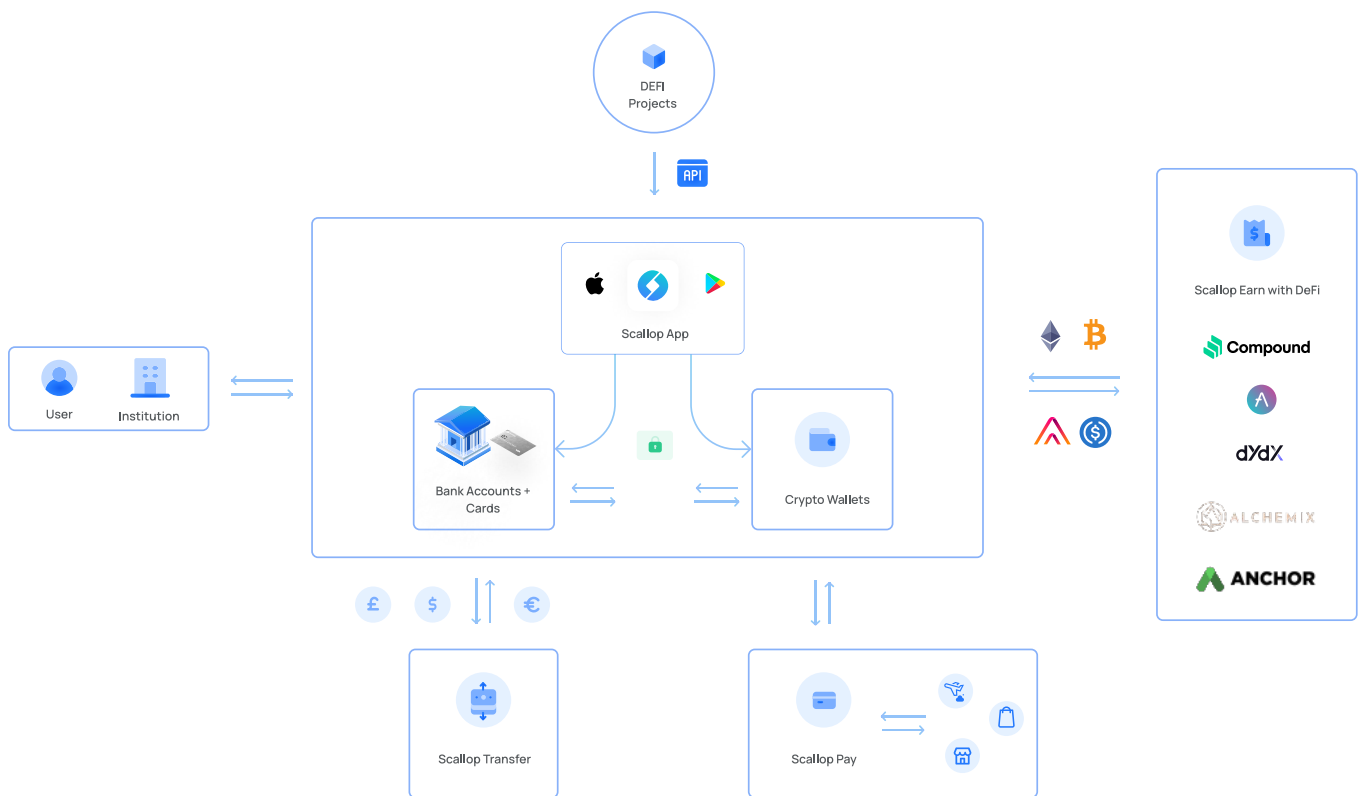 DEFI
Projects
API
Scallop App
User
Institution
Bank Accounts +
Cards
Crypto Wallets
Scallop Earn with DeFi
Compound
dYdX
ALCHEMIX
ANCHOR
£
$
€
Scallop Transfer
Scallop Pay